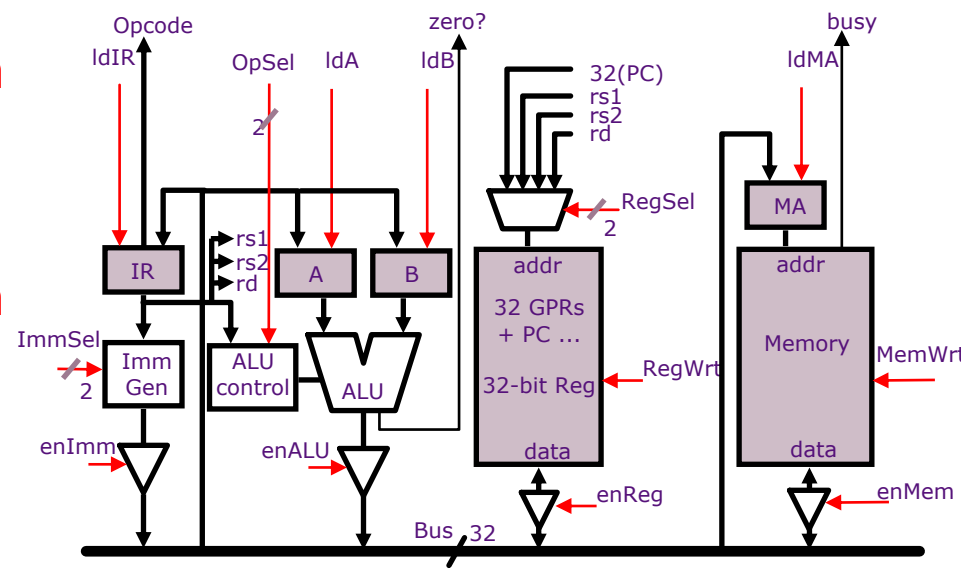 Opcode
zero?
busy
ldIR
OpSel
ldA
ldB
ldMA
32(PC)
rs1
rs2
rd
2
RegSel
2
MA
rs1
rs2
rd
IR
A
B
addr
addr
32 GPRs
+ PC ...
32-bit Reg
data
Memory
data
ImmSel
2
Imm
Gen
ALU
control
ALU
RegWrt
MemWrt
enImm
enALU
enReg
enMem
Bus
32